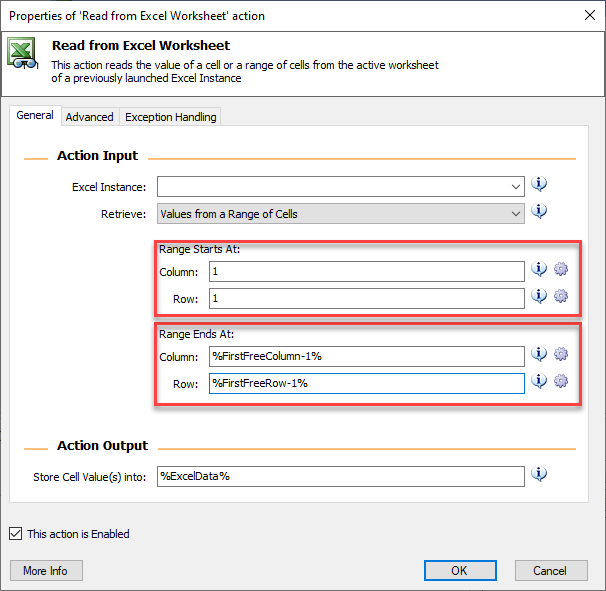 Properties of 'Read from Excel Worksheet' action
Read from Excel Worksheet
This action reads the value of a cell or a range of cells from the active worksheet
of a previously launched Excel Instance
General
Advanced
Exception Handling
Action Input
Excel Instance:
Retrieve: Values from a Range of Cells
Range Starts At:
Column: 1
Row: 1
Range Ends At:
Column: %FirstFreeColumn-1%
Row: %FirstFreeRow-1%
Action Output
Store Cell Value(s) into: %ExcelData%
This action is Enabled
More Info
OK
Cancel